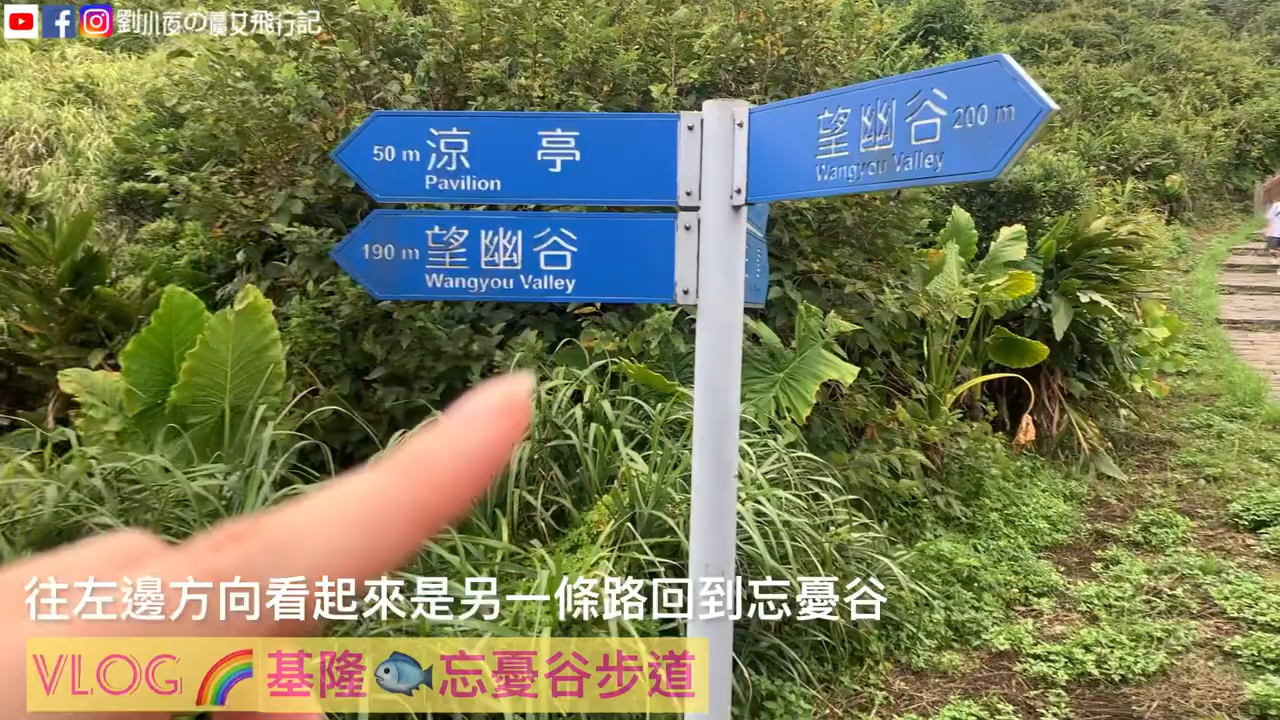 劉小夜の魔女飛行記
50 m 涼亭
Pavilion
190 m 望幽谷
Wangyou Valley
望幽谷 200 m
Wangyou Valley
往左邊方向看起來是另一條路回到忘憂谷
VLOG 基隆 忘憂谷步道